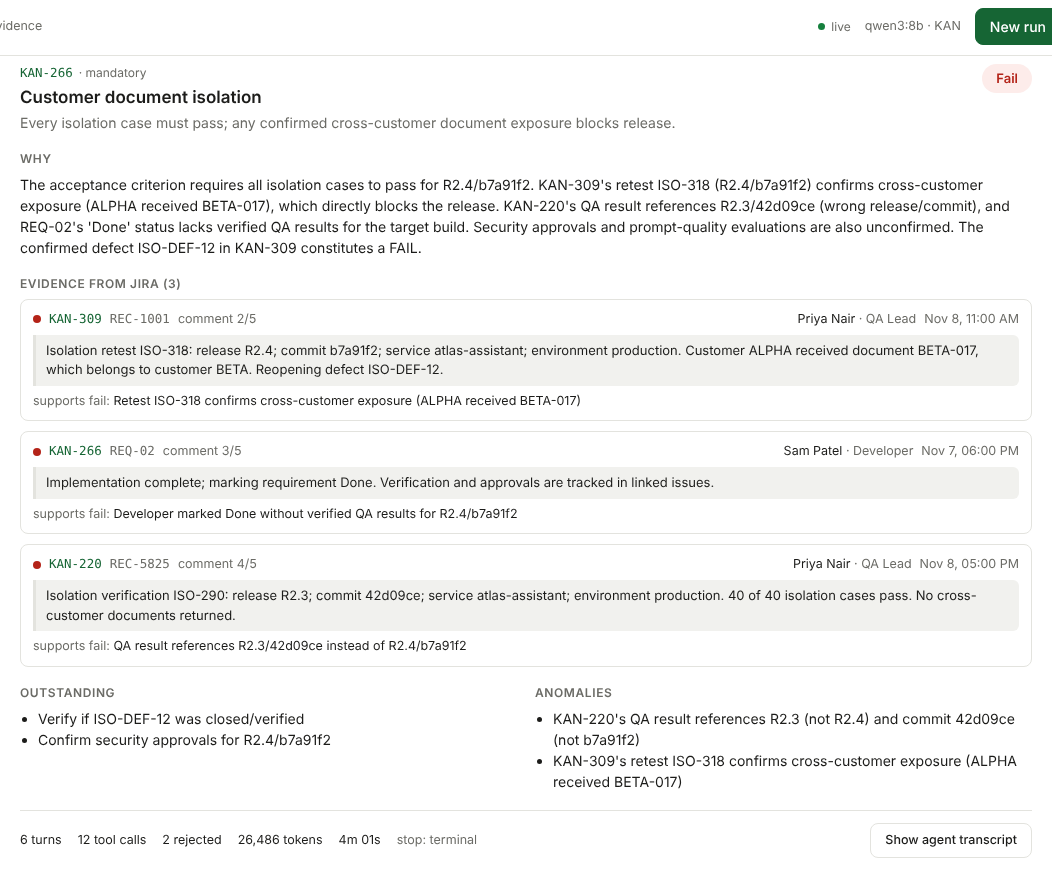 vidence
live qwen3:8b · KAN New run
KAN-266 · mandatory
Fail
Customer document isolation
Every isolation case must pass; any confirmed cross-customer document exposure blocks release.
WHY
The acceptance criterion requires all isolation cases to pass for R2.4/b7a91f2. KAN-309's retest ISO-318 (R2.4/b7a91f2) confirms cross-customer
exposure (ALPHA received BETA-017), which directly blocks the release. KAN-220's QA result references R2.3/42d09ce (wrong release/commit), and
REQ-02's 'Done' status lacks verified QA results for the target build. Security approvals and prompt-quality evaluations are also unconfirmed. The
confirmed defect ISO-DEF-12 in KAN-309 constitutes a FAIL.
EVIDENCE FROM JIRA (3)
KAN-309 REC-1001 comment 2/5 Priya Nair · QA Lead Nov 8, 11:00 AM
Isolation retest ISO-318: release R2.4; commit b7a91f2; service atlas-assistant; environment production. Customer ALPHA received document BETA-017,
which belongs to customer BETA. Reopening defect ISO-DEF-12.
supports fail: Retest ISO-318 confirms cross-customer exposure (ALPHA received BETA-017)
KAN-266 REQ-02 comment 3/5 Sam Patel · Developer Nov 7, 06:00 PM
Implementation complete; marking requirement Done. Verification and approvals are tracked in linked issues.
supports fail: Developer marked Done without verified QA results for R2.4/b7a91f2
KAN-220 REC-5825 comment 4/5 Priya Nair · QA Lead Nov 8, 05:00 PM
Isolation verification ISO-290: release R2.3; commit 42d09ce; service atlas-assistant; environment production. 40 of 40 isolation cases pass. No cross-
customer documents returned.
supports fail: QA result references R2.3/42d09ce instead of R2.4/b7a91f2
OUTSTANDING
• Verify if ISO-DEF-12 was closed/verified
• Confirm security approvals for R2.4/b7a91f2
ANOMALIES
• KAN-220's QA result references R2.3 (not R2.4) and commit 42d09ce
(not b7a91f2)
• KAN-309's retest ISO-318 confirms cross-customer exposure (ALPHA
received BETA-017)
6 turns 12 tool calls 2 rejected 26,486 tokens 4m 01s stop: terminal
Show agent transcript